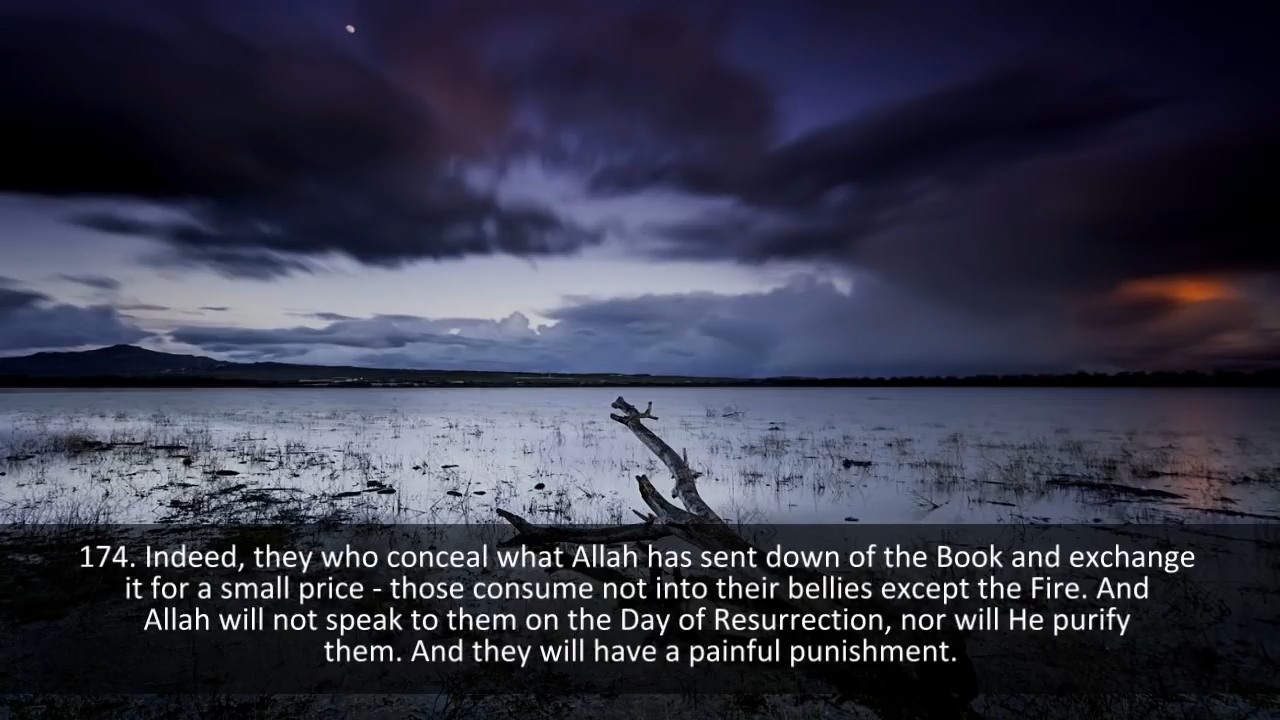 174. Indeed, they who conceal what Allah has sent down of the Book and exchange
it for a small price - those consume not into their bellies except the Fire. And
Allah will not speak to them on the Day of Resurrection, nor will He purify
them. And they will have a painful punishment.